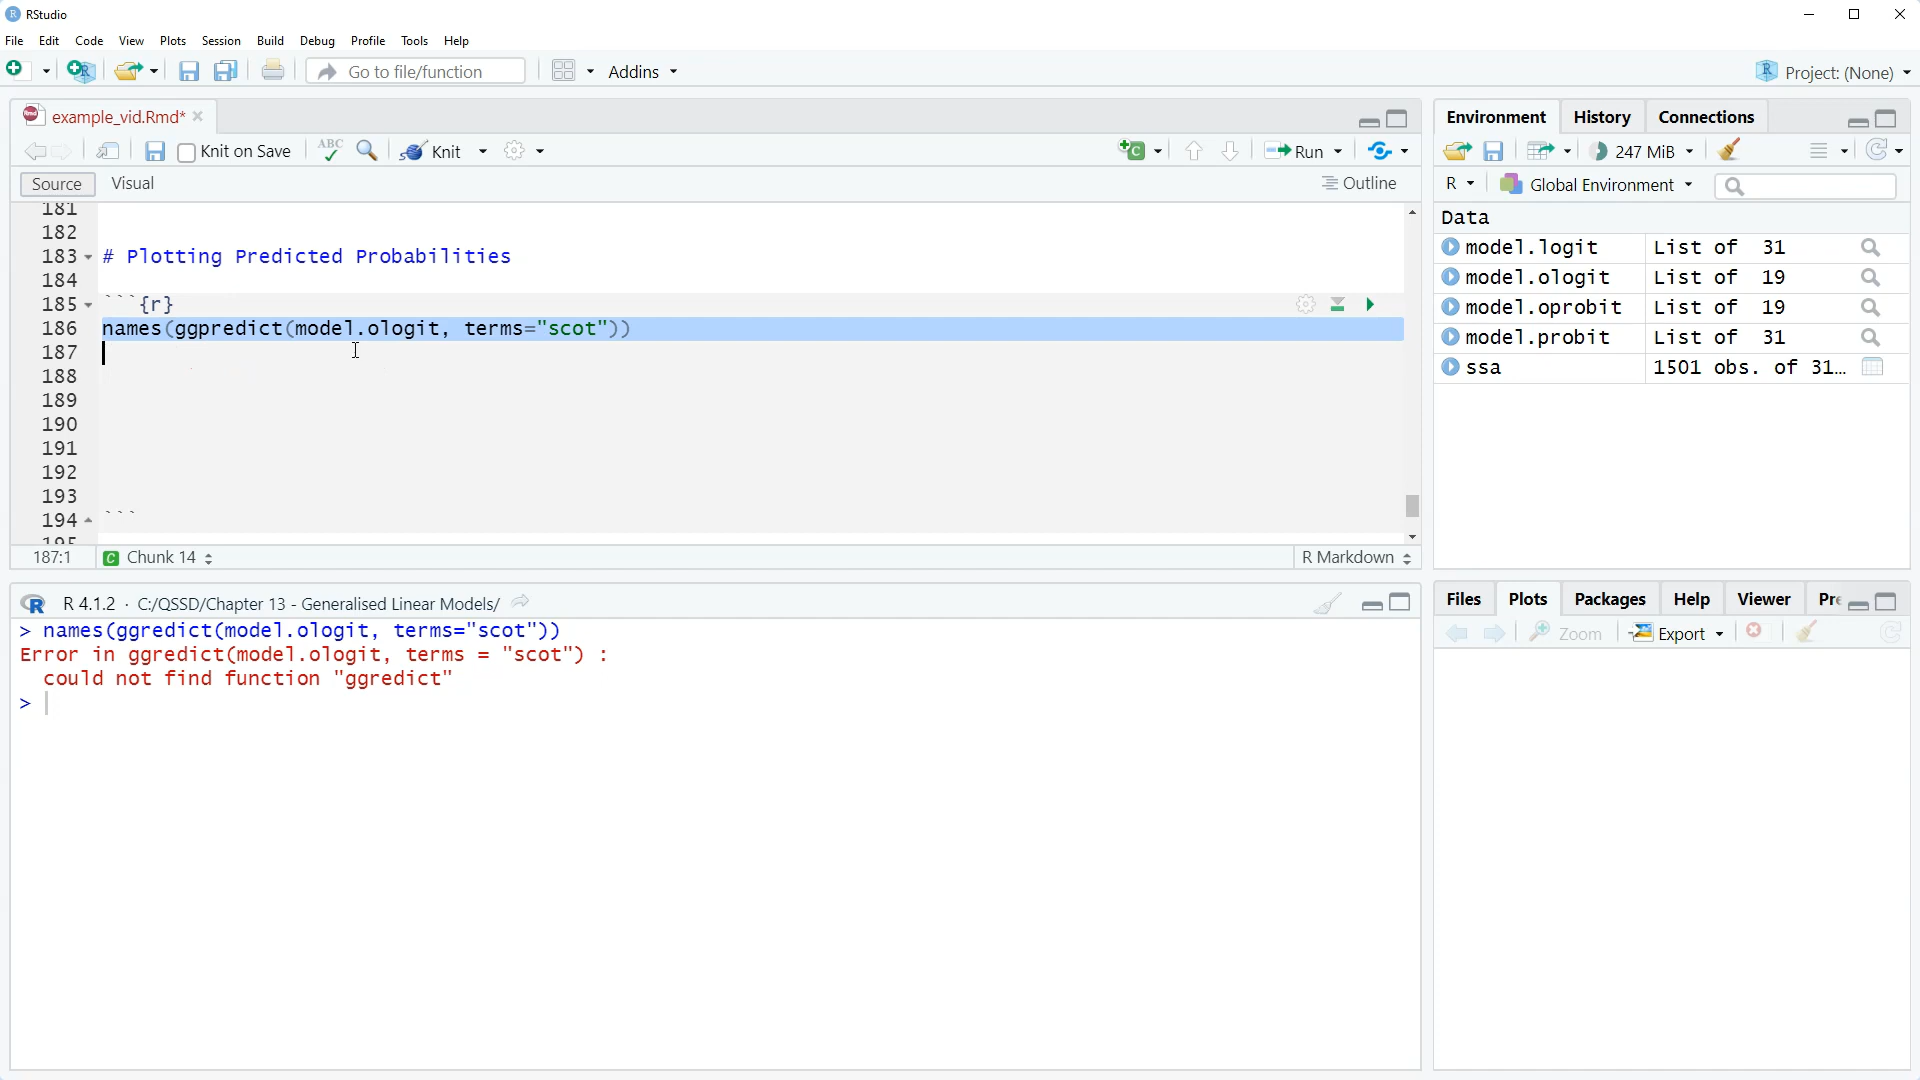 RStudio
File Edit Code View Plots Session Build Debug Profile Tools Help
Go to file/function Addins Project: (None)
example_vid.Rmd*
Knit on Save ABC Knit Run
Source Visual Outline
181
182
183 # Plotting Predicted Probabilities
184
185 ```{r}
186 names(ggpredict(model.ologit, terms="scot"))
187
188
189
190
191
192
193
194 ```
195
187:1 Chunk 14 R Markdown
R 4.1.2 · C:/QSSD/Chapter 13 - Generalised Linear Models/
> names(ggredict(model.ologit, terms="scot"))
Error in ggredict(model.ologit, terms = "scot") :
could not find function "ggredict"
>
Environment History Connections
247 MiB
R Global Environment
Data
model.logit List of 31
model.ologit List of 19
model.oprobit List of 19
model.probit List of 31
ssa 1501 obs. of 31…
Files Plots Packages Help Viewer Pre
Zoom Export